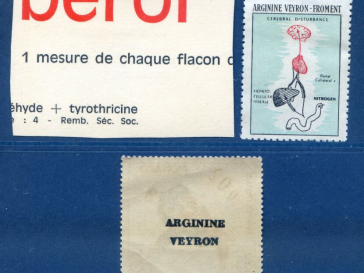 beroi
1 mesure de chaque flacon d
éhyde + tyrothricine
e : 4 - Remb. Séc. Soc.
ARGININE VEYRON - FROMENT
CEREBRAL DISTURBANCE
NITROGEN
ARGININE
VEYRON